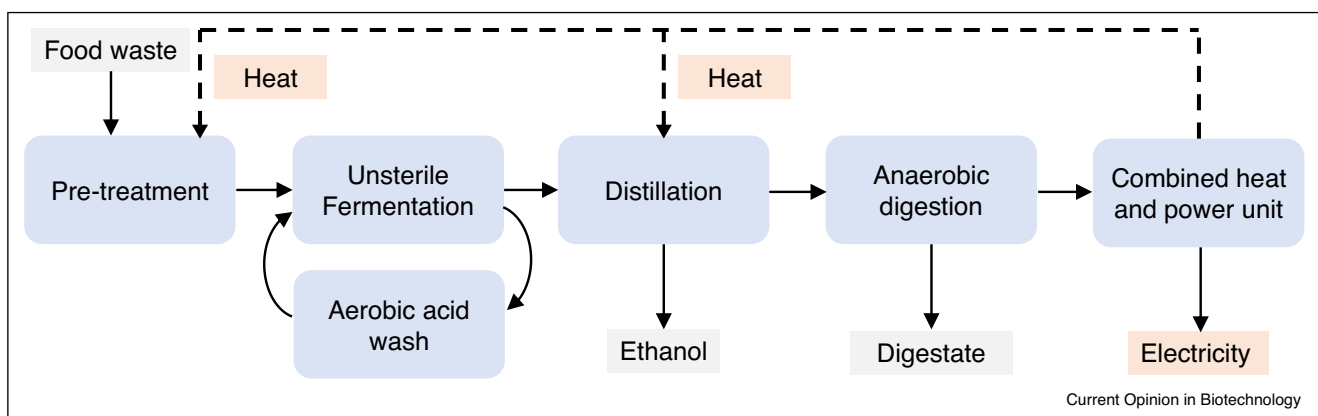 Food waste
Heat
Heat
Pre-treatment
Unsterile
Fermentation
Distillation
Anaerobic
digestion
Combined heat
and power unit
Aerobic acid
wash
Ethanol
Digestate
Electricity
Current Opinion in Biotechnology